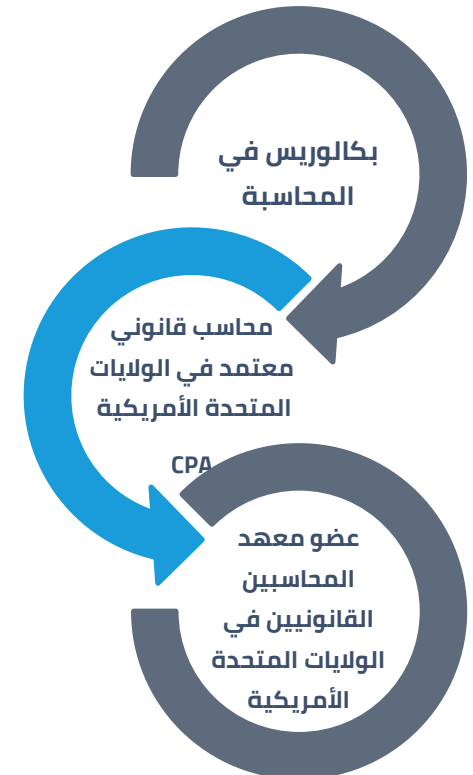 بكالوريس في
المحاسبة
محاسب قانوني
معتمد في الولايات
المتحدة الأمريكية
CPA
عضو معهد
المحاسبين
القانونيين في
الولايات المتحدة
الأمريكية